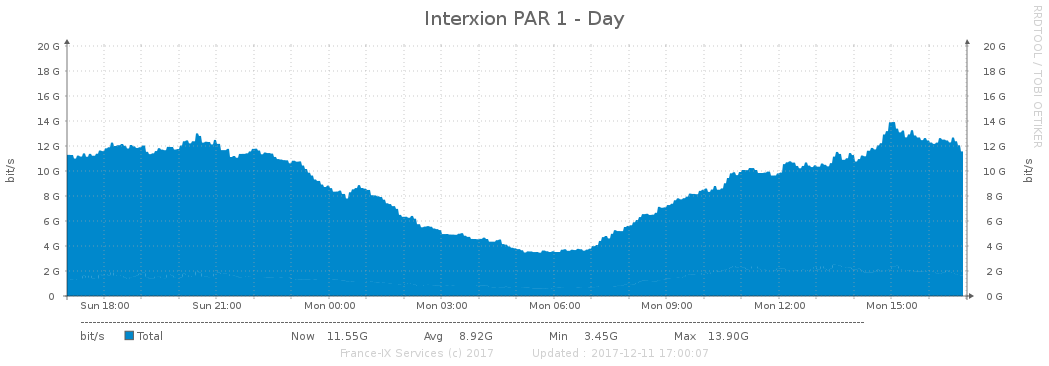 Interxion PAR 1 - Day
RRDTOOL / TOBI OETIKER
20 G 20 G
18 G 18 G
16 G 16 G
14 G 14 G
12 G 12 G
10 G 10 G
8 G 8 G
6 G 6 G
4 G 4 G
2 G 2 G
0 0 G
bit/s
bit/s
Sun 18:00 Sun 21:00 Mon 00:00 Mon 03:00 Mon 06:00 Mon 09:00 Mon 12:00 Mon 15:00
bit/s Total Now 11.55G Avg 8.92G Min 3.45G Max 13.90G
France-IX Services (c) 2017 Updated : 2017-12-11 17:00:07